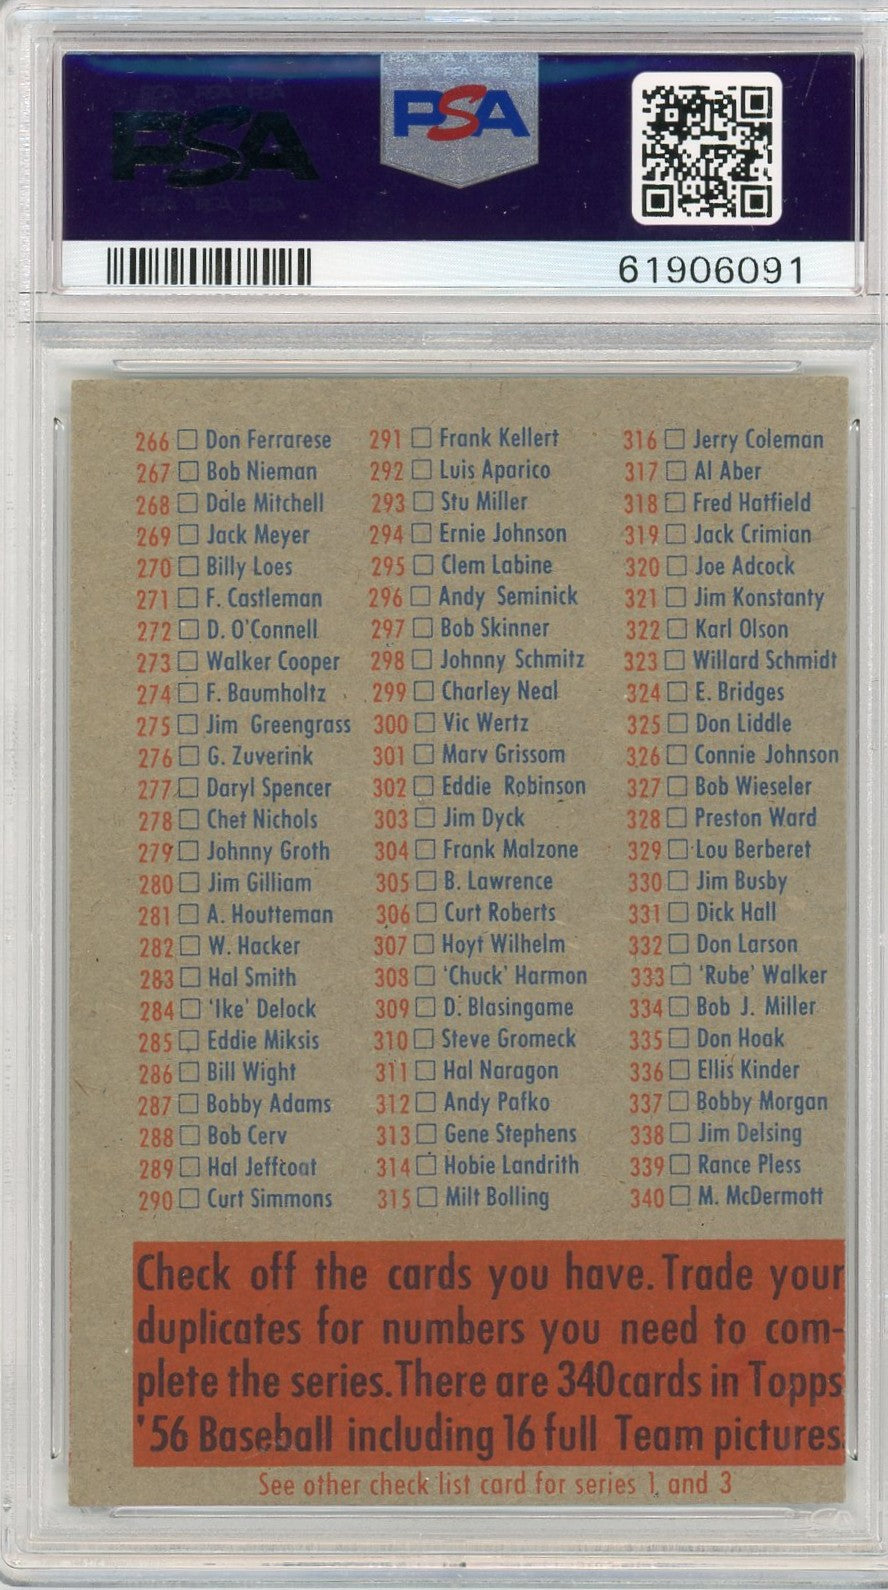 PSA
PSA
61906091
266 Don Ferrarese
267 Bob Nieman
268 Dale Mitchell
269 Jack Meyer
270 Billy Loes
271 F. Castleman
272 D. O'Connell
273 Walker Cooper
274 F. Baumholtz
275 Jim Greengrass
276 G. Zuverink
277 Daryl Spencer
278 Chet Nichols
279 Johnny Groth
280 Jim Gilliam
281 A. Houtteman
282 W. Hacker
283 Hal Smith
284 'Ike' Delock
285 Eddie Miksis
286 Bill Wight
287 Bobby Adams
288 Bob Cerv
289 Hal Jeffcoat
290 Curt Simmons
291 Frank Kellert
292 Luis Aparico
293 Stu Miller
294 Ernie Johnson
295 Clem Labine
296 Andy Seminick
297 Bob Skinner
298 Johnny Schmitz
299 Charley Neal
300 Vic Wertz
301 Marv Grissom
302 Eddie Robinson
303 Jim Dyck
304 Frank Malzone
305 B. Lawrence
306 Curt Roberts
307 Hoyt Wilhelm
308 'Chuck' Harmon
309 D. Blasingame
310 Steve Gromeck
311 Hal Naragon
312 Andy Pafko
313 Gene Stephens
314 Hobie Landrith
315 Milt Bolling
316 Jerry Coleman
317 Al Aber
318 Fred Hatfield
319 Jack Crimian
320 Joe Adcock
321 Jim Konstanty
322 Karl Olson
323 Willard Schmidt
324 E. Bridges
325 Don Liddle
326 Connie Johnson
327 Bob Wieseler
328 Preston Ward
329 Lou Berberet
330 Jim Busby
331 Dick Hall
332 Don Larson
333 'Rube' Walker
334 Bob J. Miller
335 Don Hoak
336 Ellis Kinder
337 Bobby Morgan
338 Jim Delsing
339 Rance Pless
340 M. McDermott
Check off the cards you have. Trade your
duplicates for numbers you need to com-
plete the series. There are 340 cards in Topps
'56 Baseball including 16 full Team pictures.
See other check list card for series 1 and 3